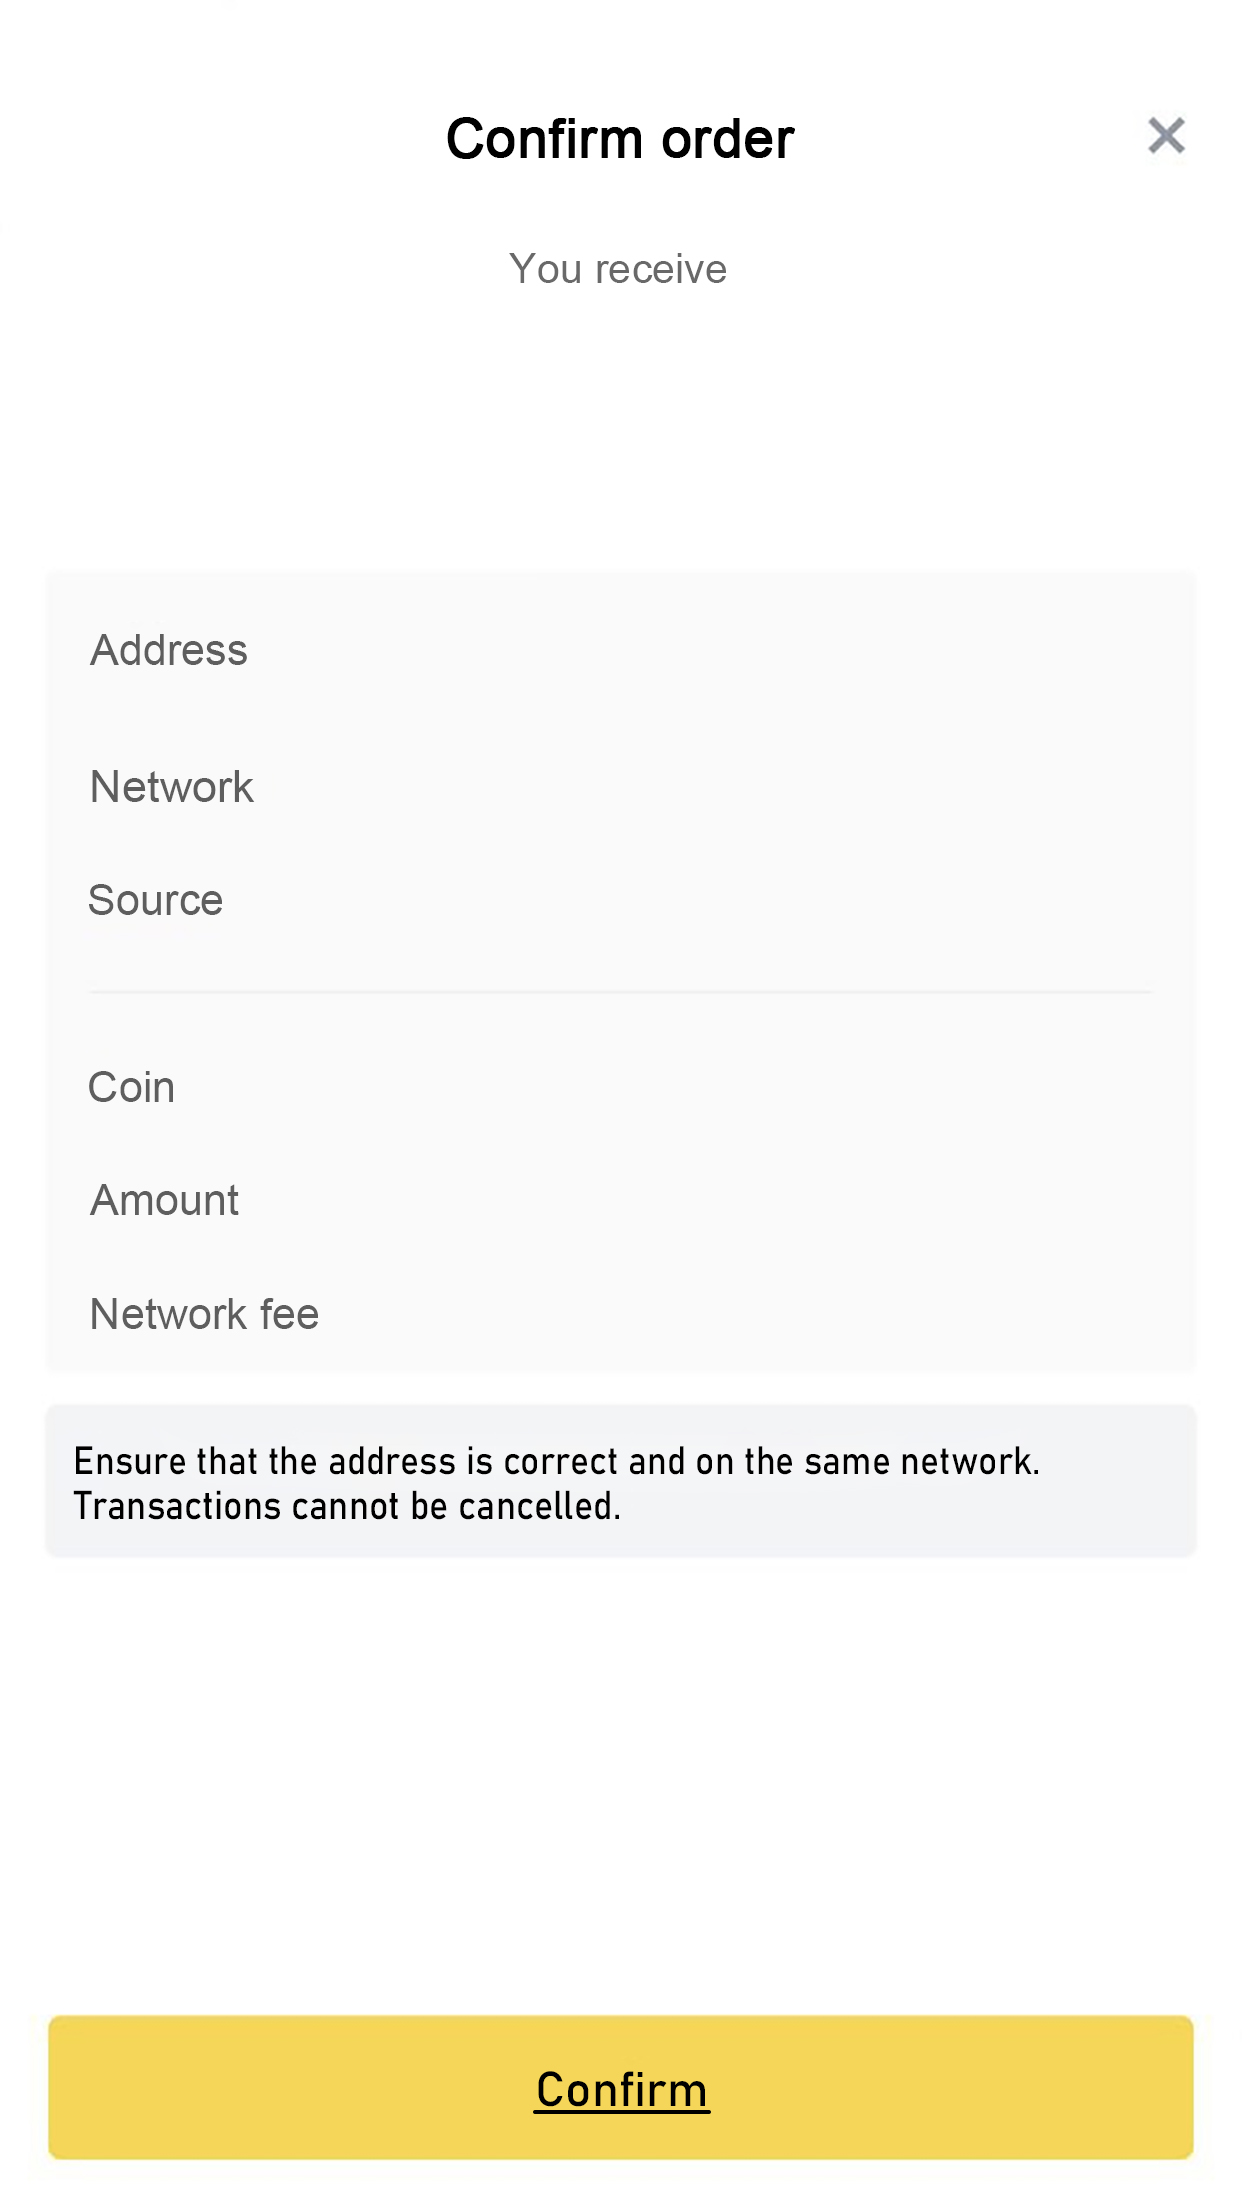 Confirm order
You receive
Address
Network
Source
Coin
Amount
Network fee
Ensure that the address is correct and on the same network.
Transactions cannot be cancelled.
Confirm